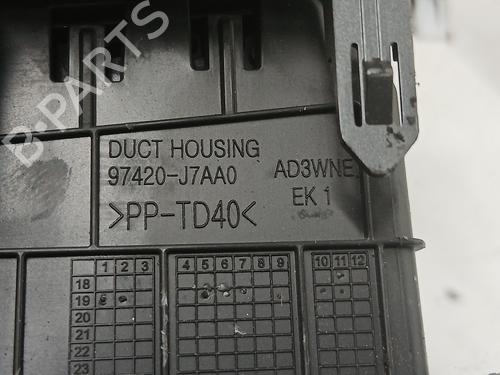 B-PARTS
DUCT HOUSING
97420-J7AA0
AD3WNE
>PP-TD40<
EK 1
1 2 3
4 5 6 7 8 9
10 11 12
18
19
20
21
22
23